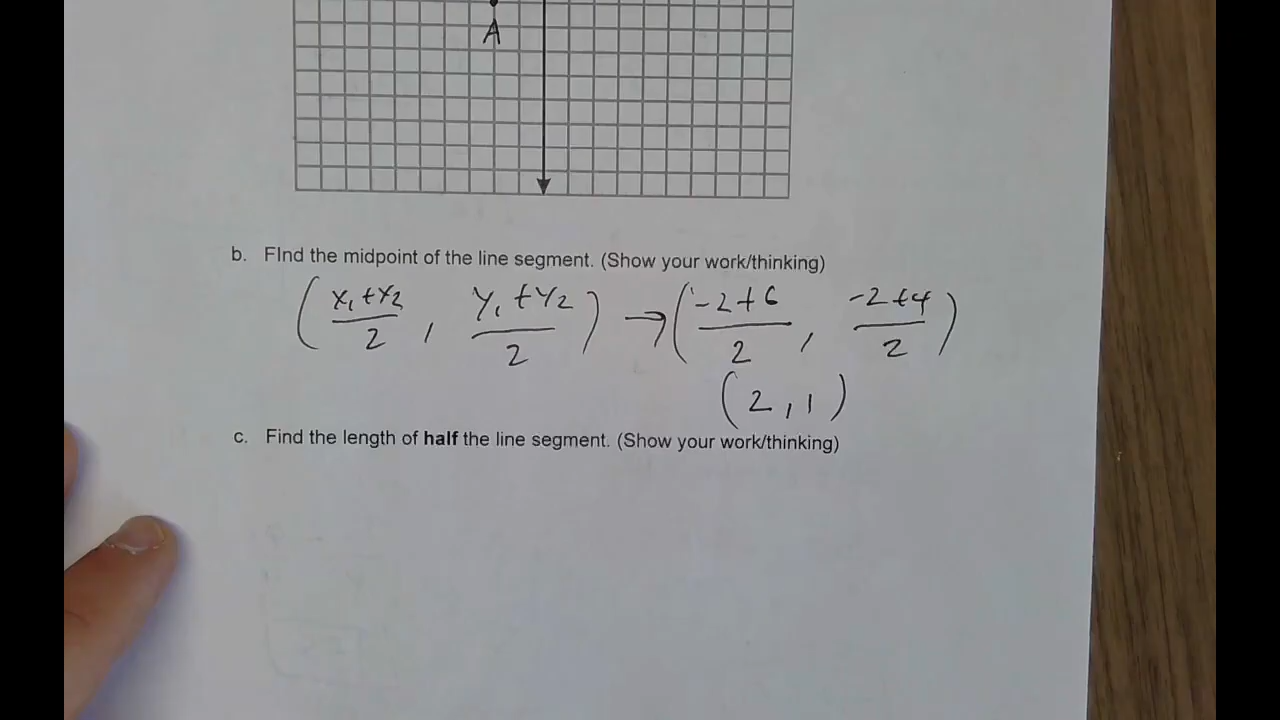 A
b. FInd the midpoint of the line segment. (Show your work/thinking)
(x₁+x₂/2, y₁+y₂/2) → (-2+6/2, -2+4/2)
(2,1)
c. Find the length of half the line segment. (Show your work/thinking)